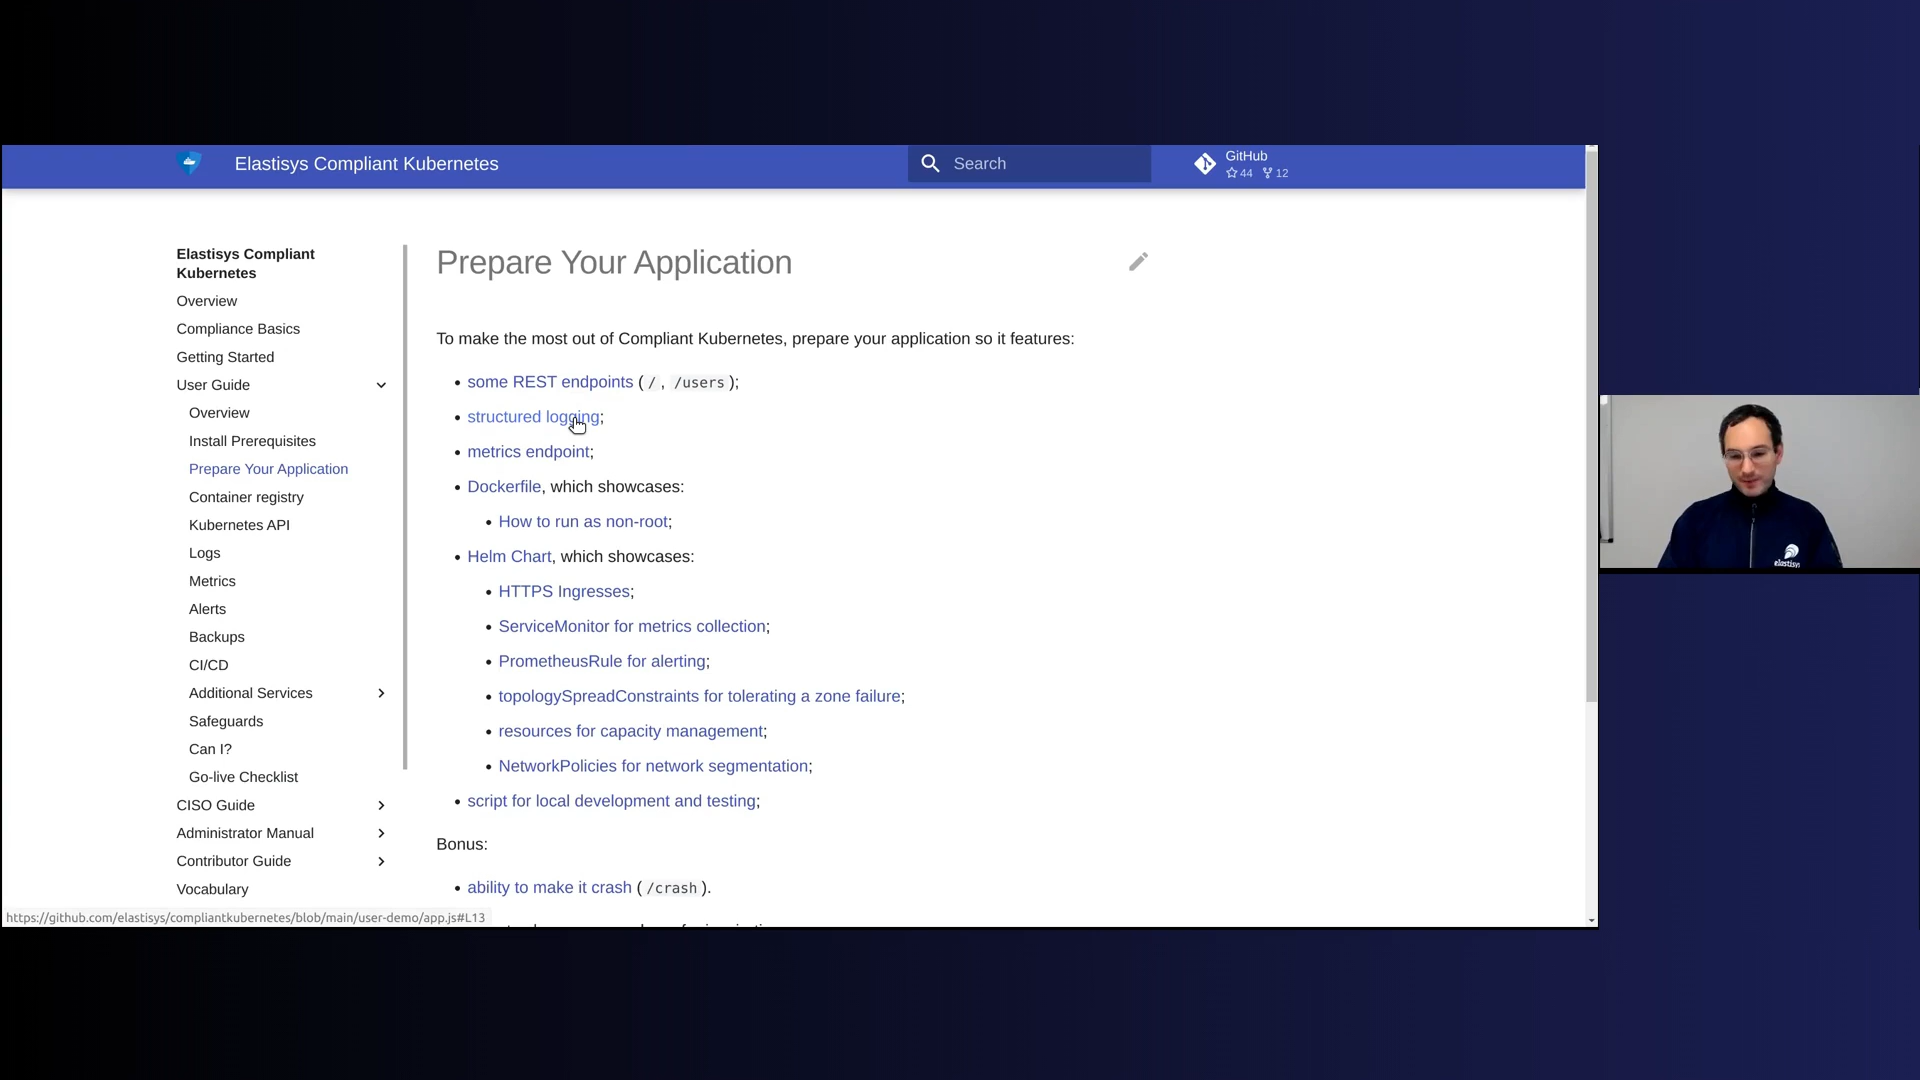 Elastisys Compliant Kubernetes
Search
GitHub
44 12
Elastisys Compliant
Kubernetes
Overview
Compliance Basics
Getting Started
User Guide
Overview
Install Prerequisites
Prepare Your Application
Container registry
Kubernetes API
Logs
Metrics
Alerts
Backups
CI/CD
Additional Services
Safeguards
Can I?
Go-live Checklist
CISO Guide
Administrator Manual
Contributor Guide
Vocabulary
Prepare Your Application
To make the most out of Compliant Kubernetes, prepare your application so it features:
• some REST endpoints ( / , /users );
• structured logging;
• metrics endpoint;
• Dockerfile, which showcases:
• How to run as non-root;
• Helm Chart, which showcases:
• HTTPS Ingresses;
• ServiceMonitor for metrics collection;
• PrometheusRule for alerting;
• topologySpreadConstraints for tolerating a zone failure;
• resources for capacity management;
• NetworkPolicies for network segmentation;
• script for local development and testing;
Bonus:
• ability to make it crash ( /crash ).
https://github.com/elastisys/compliantkubernetes/blob/main/user-demo/app.js#L13
elastisys